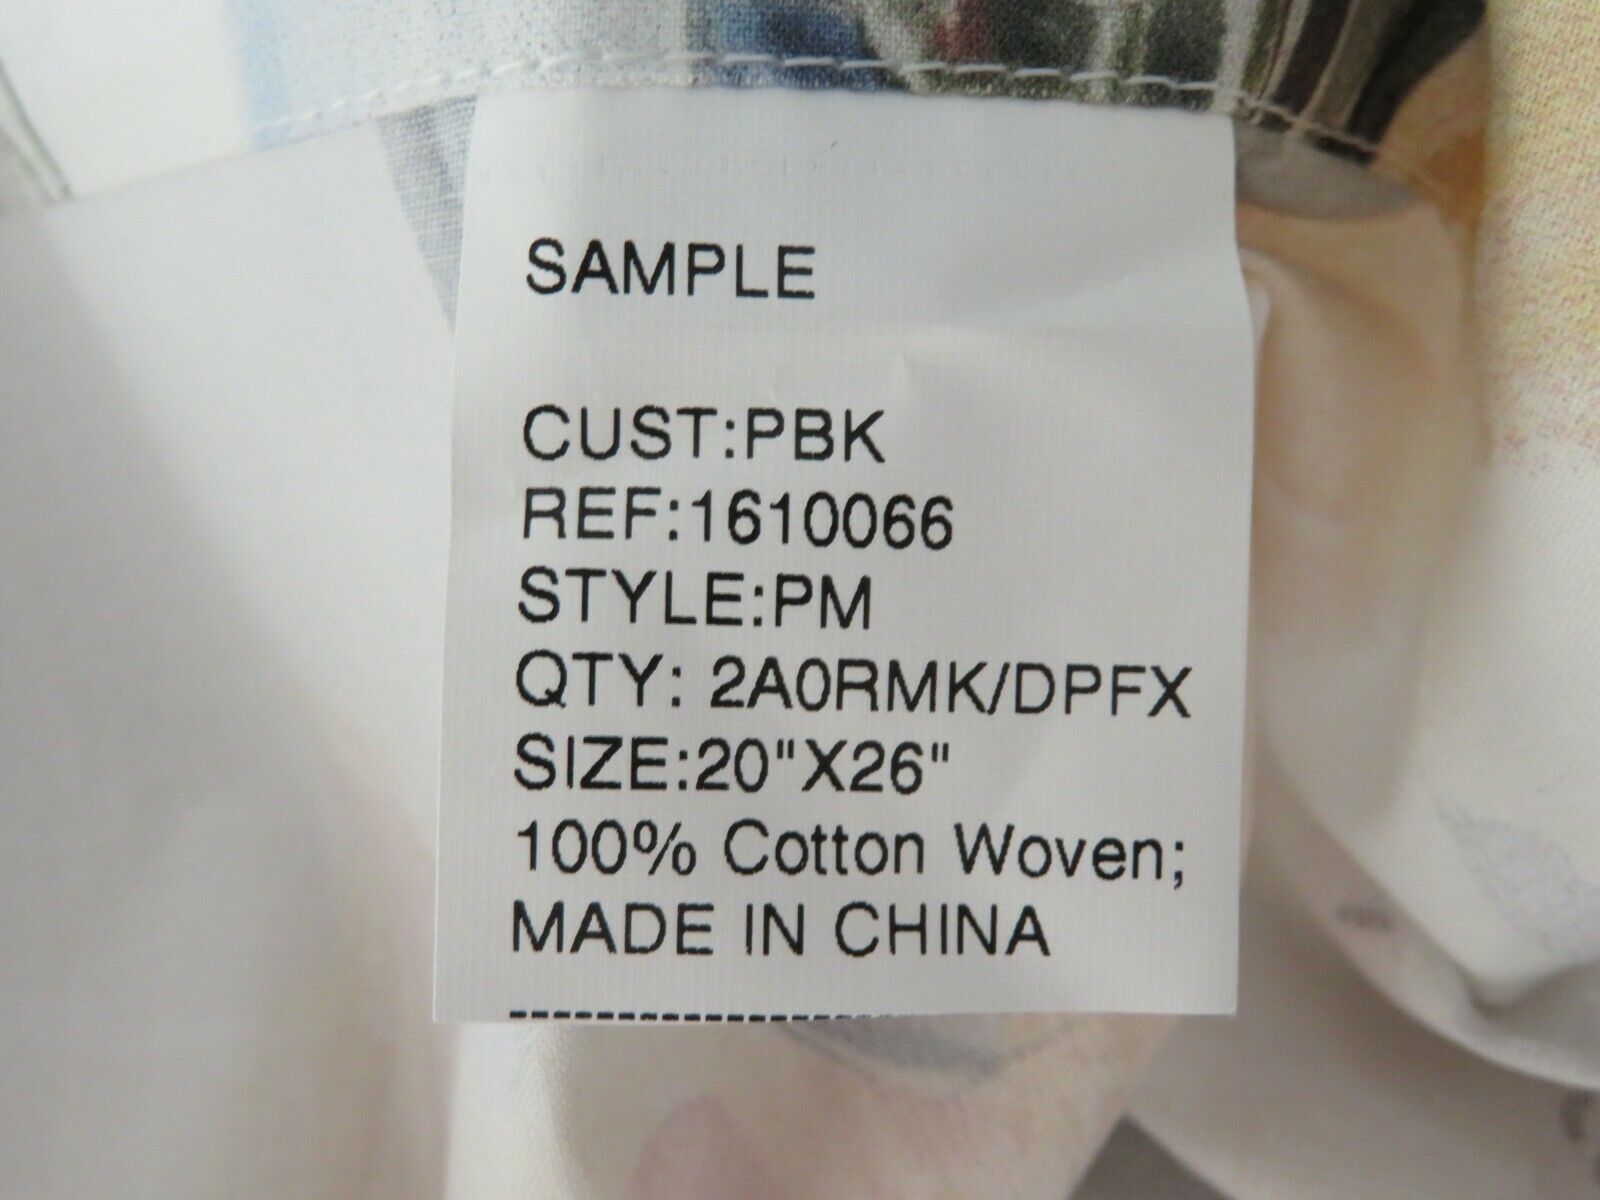 SAMPLE
CUST:PBK
REF:1610066
STYLE:PM
QTY: 2A0RMK/DPFX
SIZE:20"X26"
100% Cotton Woven;
MADE IN CHINA